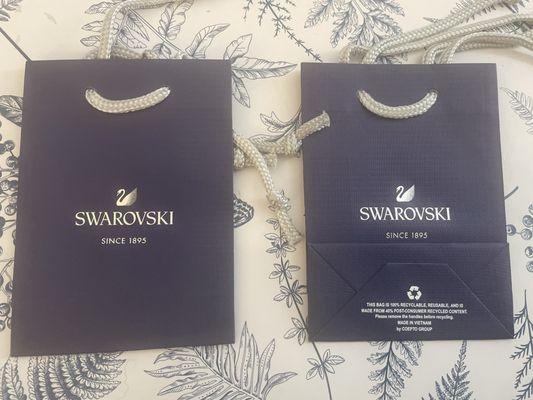 SWAROVSKI
SINCE 1895
SWAROVSKI
SINCE 1895
THIS BAG IS 100% RECYCLABLE, REUSABLE, AND IS
MADE FROM 40% POST-CONSUMER RECYCLED CONTENT.
Please remove the handles before recycling.
MADE IN VIETNAM
by COEPTO GROUP